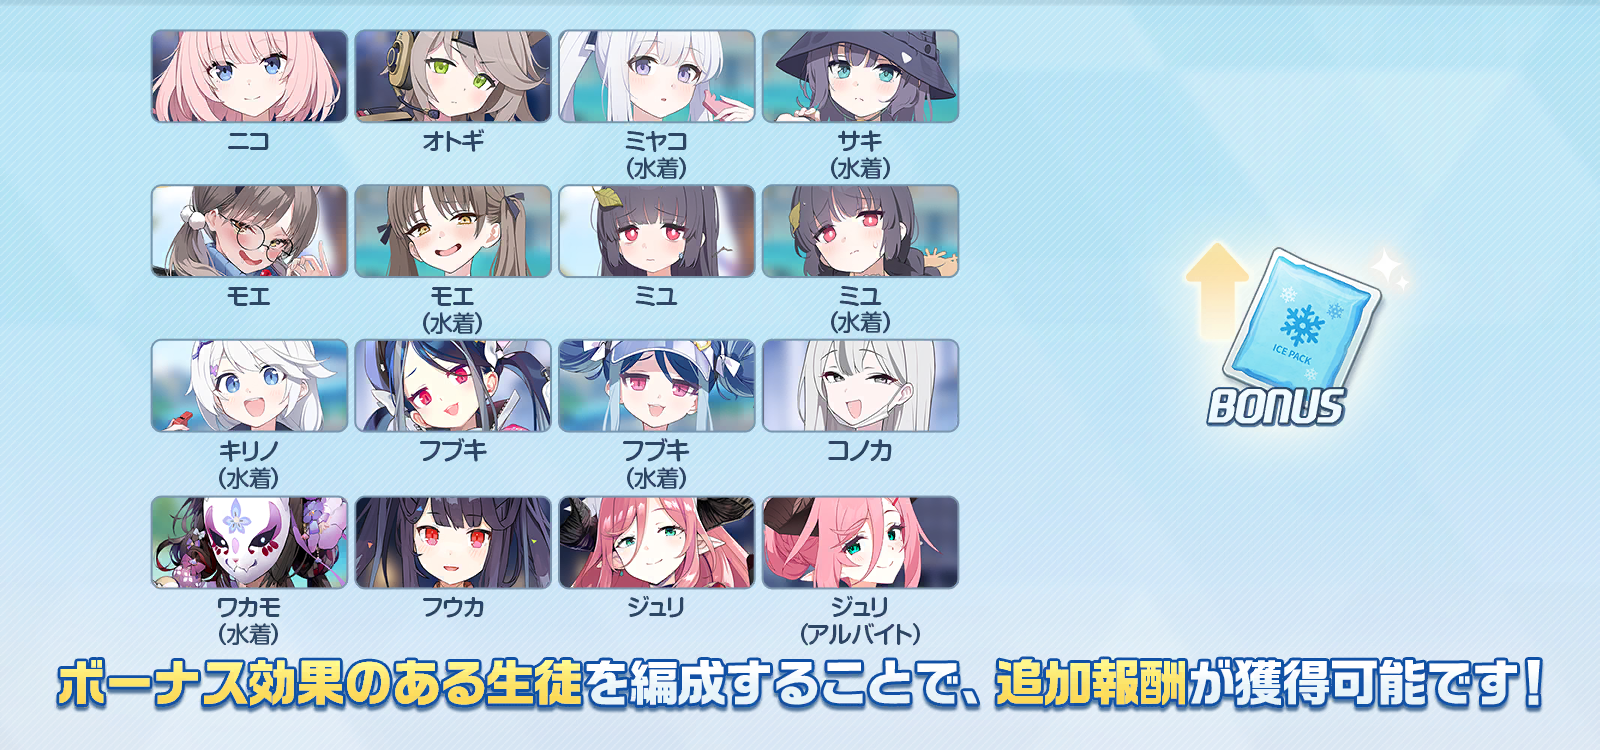 ニコ
オトギ
ミヤコ
(水着)
サキ
(水着)
モエ
モエ
(水着)
ミユ
ミユ
(水着)
キリノ
(水着)
フブキ
フブキ
(水着)
コノカ
ワカモ
(水着)
フウカ
ジュリ
ジュリ
(アルバイト)
ICE PACK
BONUS
ボーナス効果のある生徒を編成することで、追加報酬が獲得可能です！